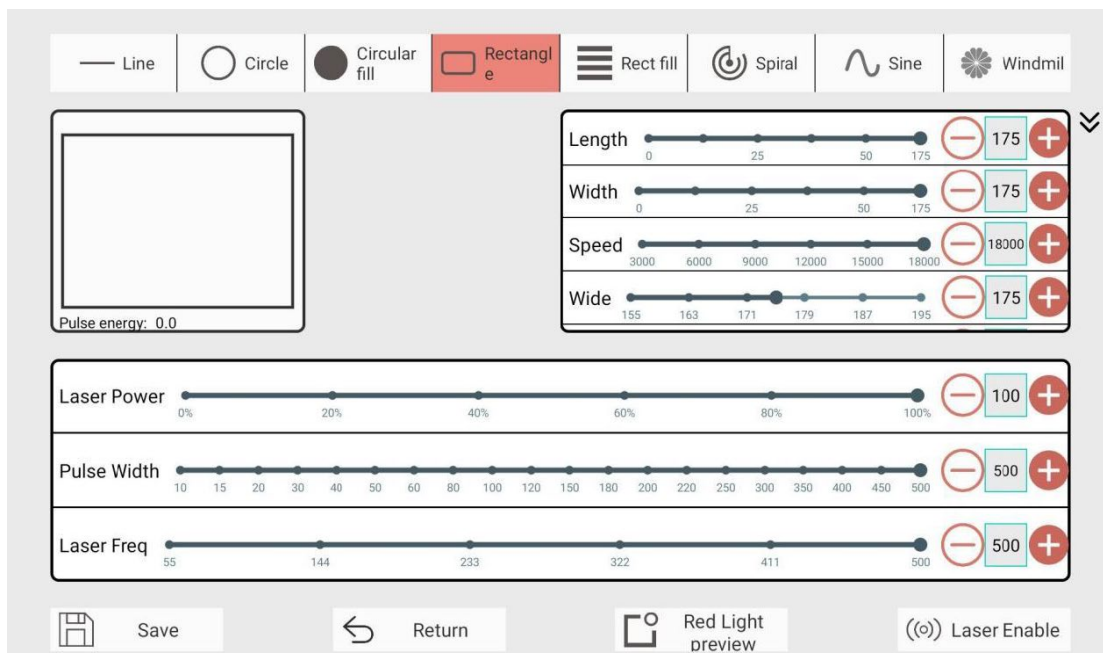 Line
Circle
Circular
fill
Rectangl
e
Rect fill
Spiral
Sine
Windmil
Pulse energy: 0.0
Length
0 25 50 175
175
Width
0 25 50 175
175
Speed
3000 6000 9000 12000 15000 18000
18000
Wide
155 163 171 179 187 195
175
Laser Power
0% 20% 40% 60% 80% 100%
100
Pulse Width
10 15 20 30 40 50 60 80 100 120 150 180 200 220 250 300 350 400 450 500
500
Laser Freq
55 144 233 322 411 500
500
Save
Return
Red Light
preview
Laser Enable